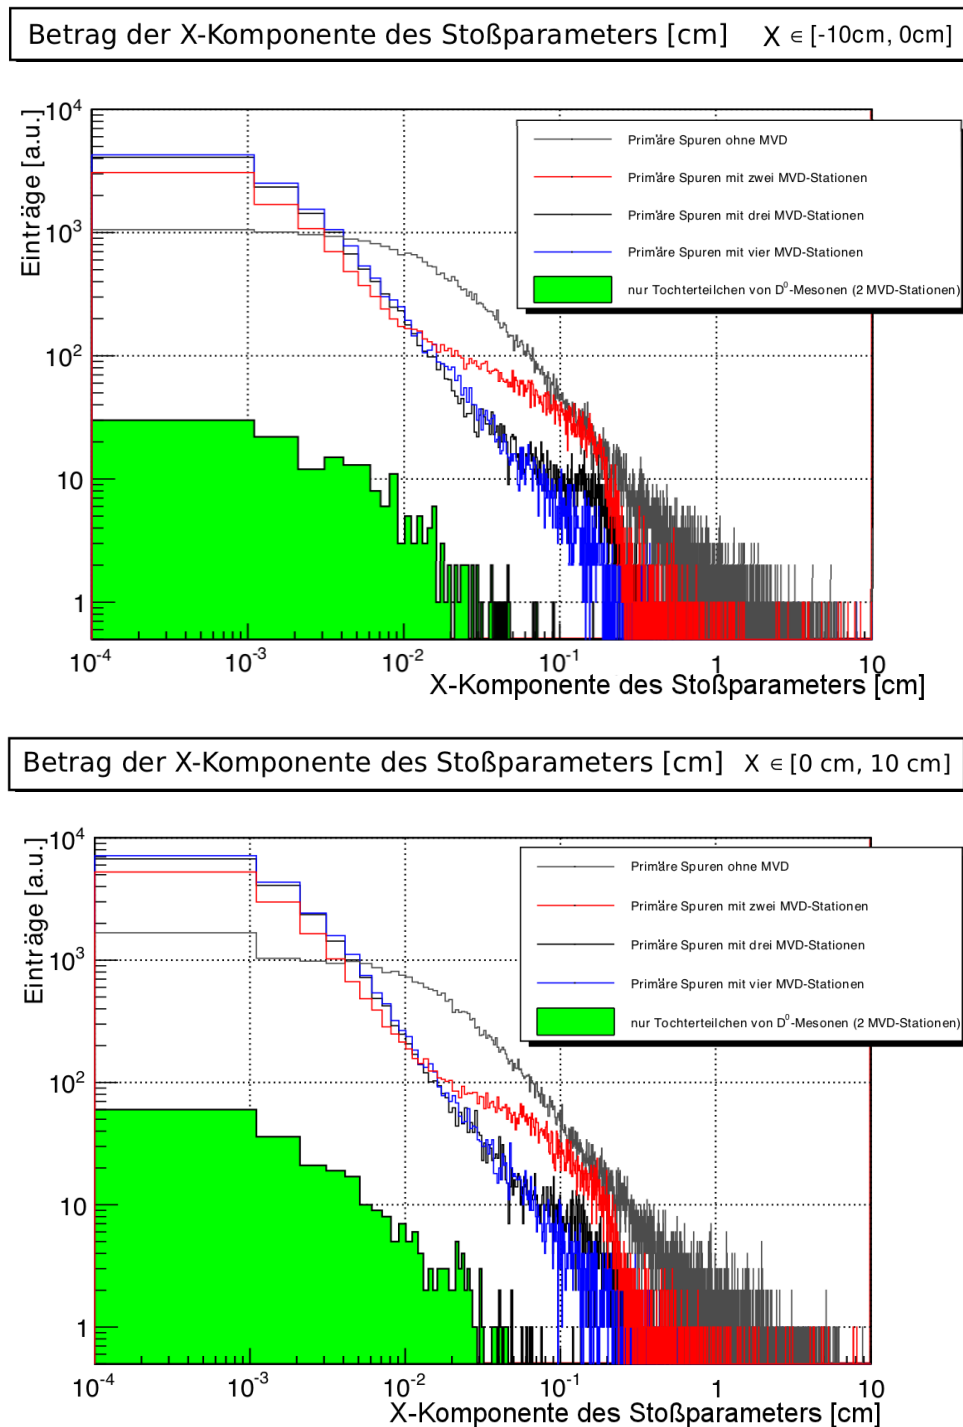 Betrag der X-Komponente des Stoßparameters [cm] X ∈ [-10cm, 0cm]
Einträge [a.u.]
10⁴
10³
10²
10
1
Primäre Spuren ohne MVD
Primäre Spuren mit zwei MVD-Stationen
Primäre Spuren mit drei MVD-Stationen
Primäre Spuren mit vier MVD-Stationen
nur Tochterteilchen von D⁰-Mesonen (2 MVD-Stationen)
10⁻⁴ 10⁻³ 10⁻² 10⁻¹ 1 10
X-Komponente des Stoßparameters [cm]
Betrag der X-Komponente des Stoßparameters [cm] X ∈ [0 cm, 10 cm]
Einträge [a.u.]
10⁴
10³
10²
10
1
Primäre Spuren ohne MVD
Primäre Spuren mit zwei MVD-Stationen
Primäre Spuren mit drei MVD-Stationen
Primäre Spuren mit vier MVD-Stationen
nur Tochterteilchen von D⁰-Mesonen (2 MVD-Stationen)
10⁻⁴ 10⁻³ 10⁻² 10⁻¹ 1 10
X-Komponente des Stoßparameters [cm]